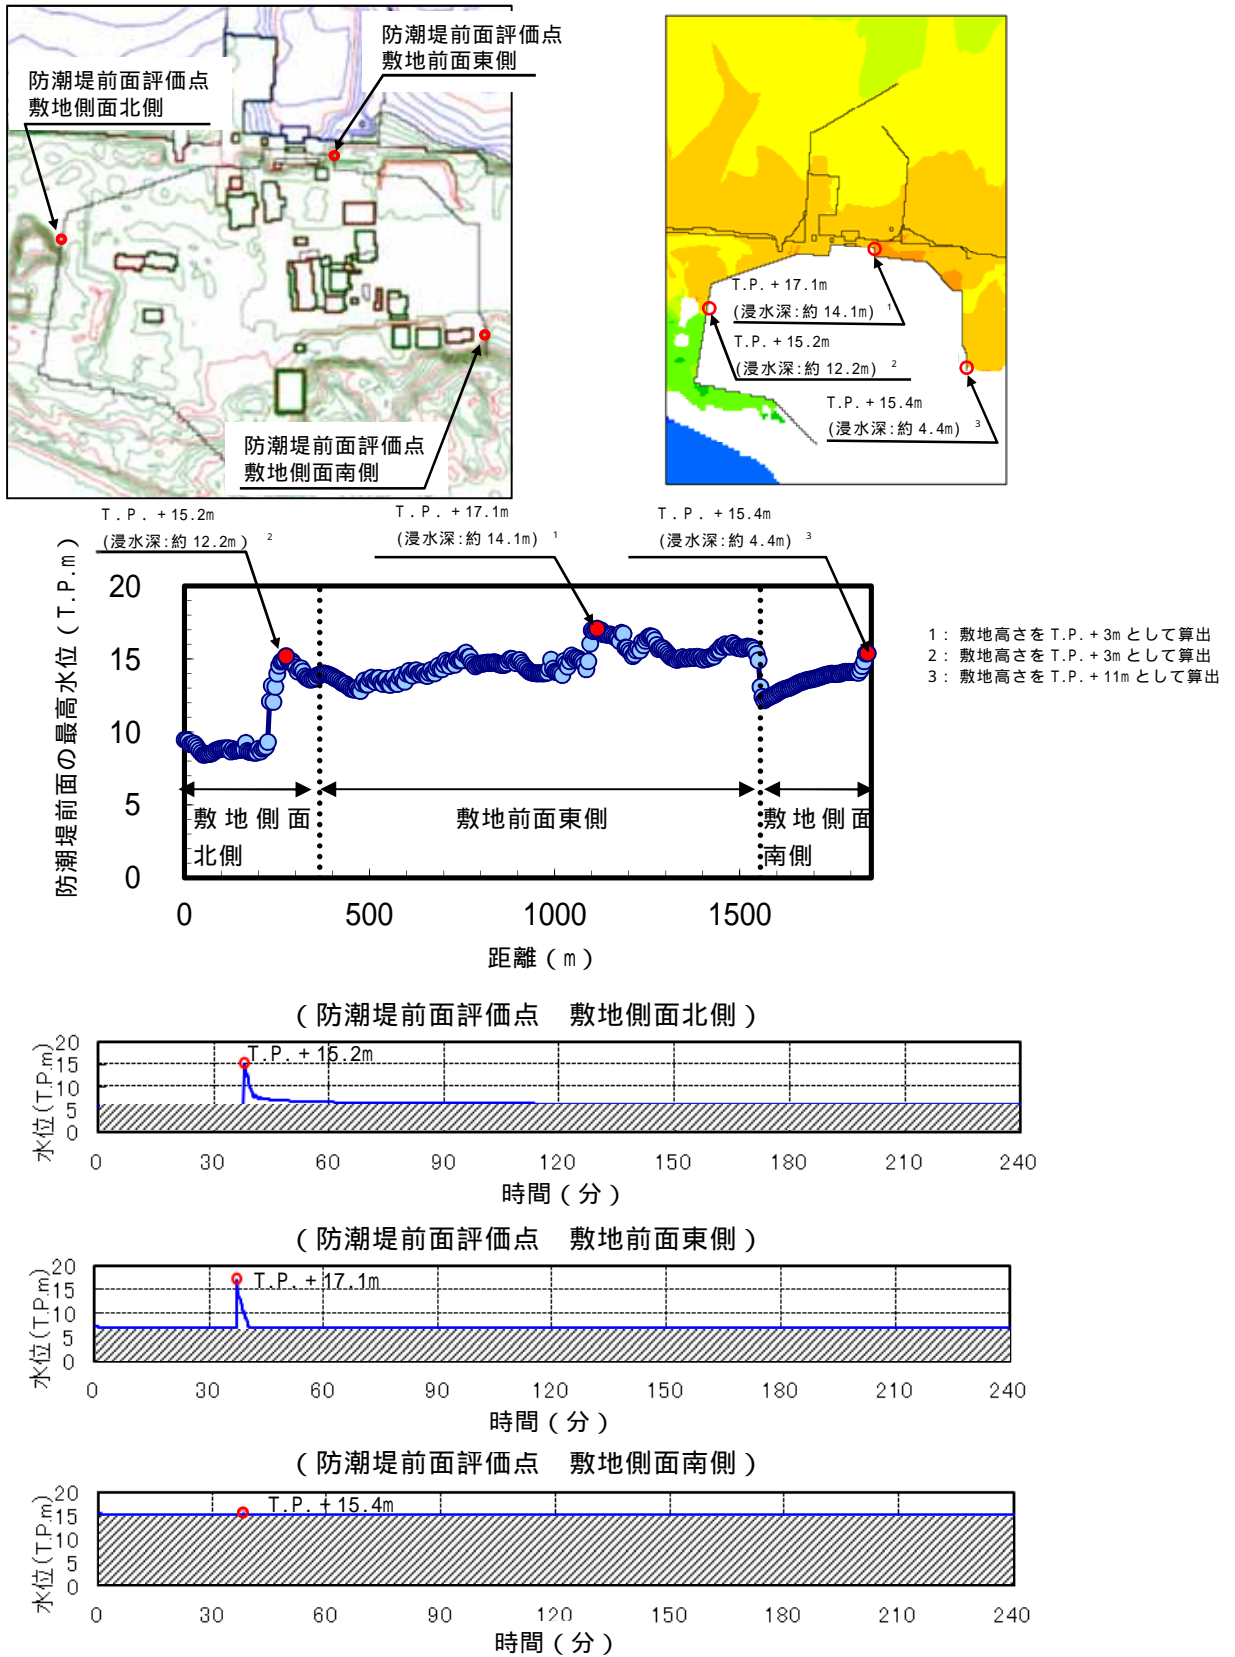 防潮堤前面評価点
敷地前面東側
防潮堤前面評価点
敷地側面北側
防潮堤前面評価点
敷地側面南側
T.P.+17.1m
(浸水深:約14.1m) 1
T.P.+15.2m
(浸水深:約12.2m) 2
T.P.+15.4m
(浸水深:約4.4m) 3
T.P.+15.2m
(浸水深:約12.2m) 2
T.P.+17.1m
(浸水深:約14.1m) 1
T.P.+15.4m
(浸水深:約4.4m) 3
防潮堤前面の最高水位(T.P.m)
20
15
10
5
0
敷地側面
北側
敷地前面東側
敷地側面
南側
0 500 1000 1500
距離(m)
1:敷地高さをT.P.+3mとして算出
2:敷地高さをT.P.+3mとして算出
3:敷地高さをT.P.+11mとして算出
(防潮堤前面評価点 敷地側面北側)
水位(T.P.m)
20
15
10
5
0
T.P.+15.2m
0 30 60 90 120 150 180 210 240
時間(分)
(防潮堤前面評価点 敷地前面東側)
水位(T.P.m)
20
15
10
5
0
T.P.+17.1m
0 30 60 90 120 150 180 210 240
時間(分)
(防潮堤前面評価点 敷地側面南側)
水位(T.P.m)
20
15
10
5
0
T.P.+15.4m
0 30 60 90 120 150 180 210 240
時間(分)